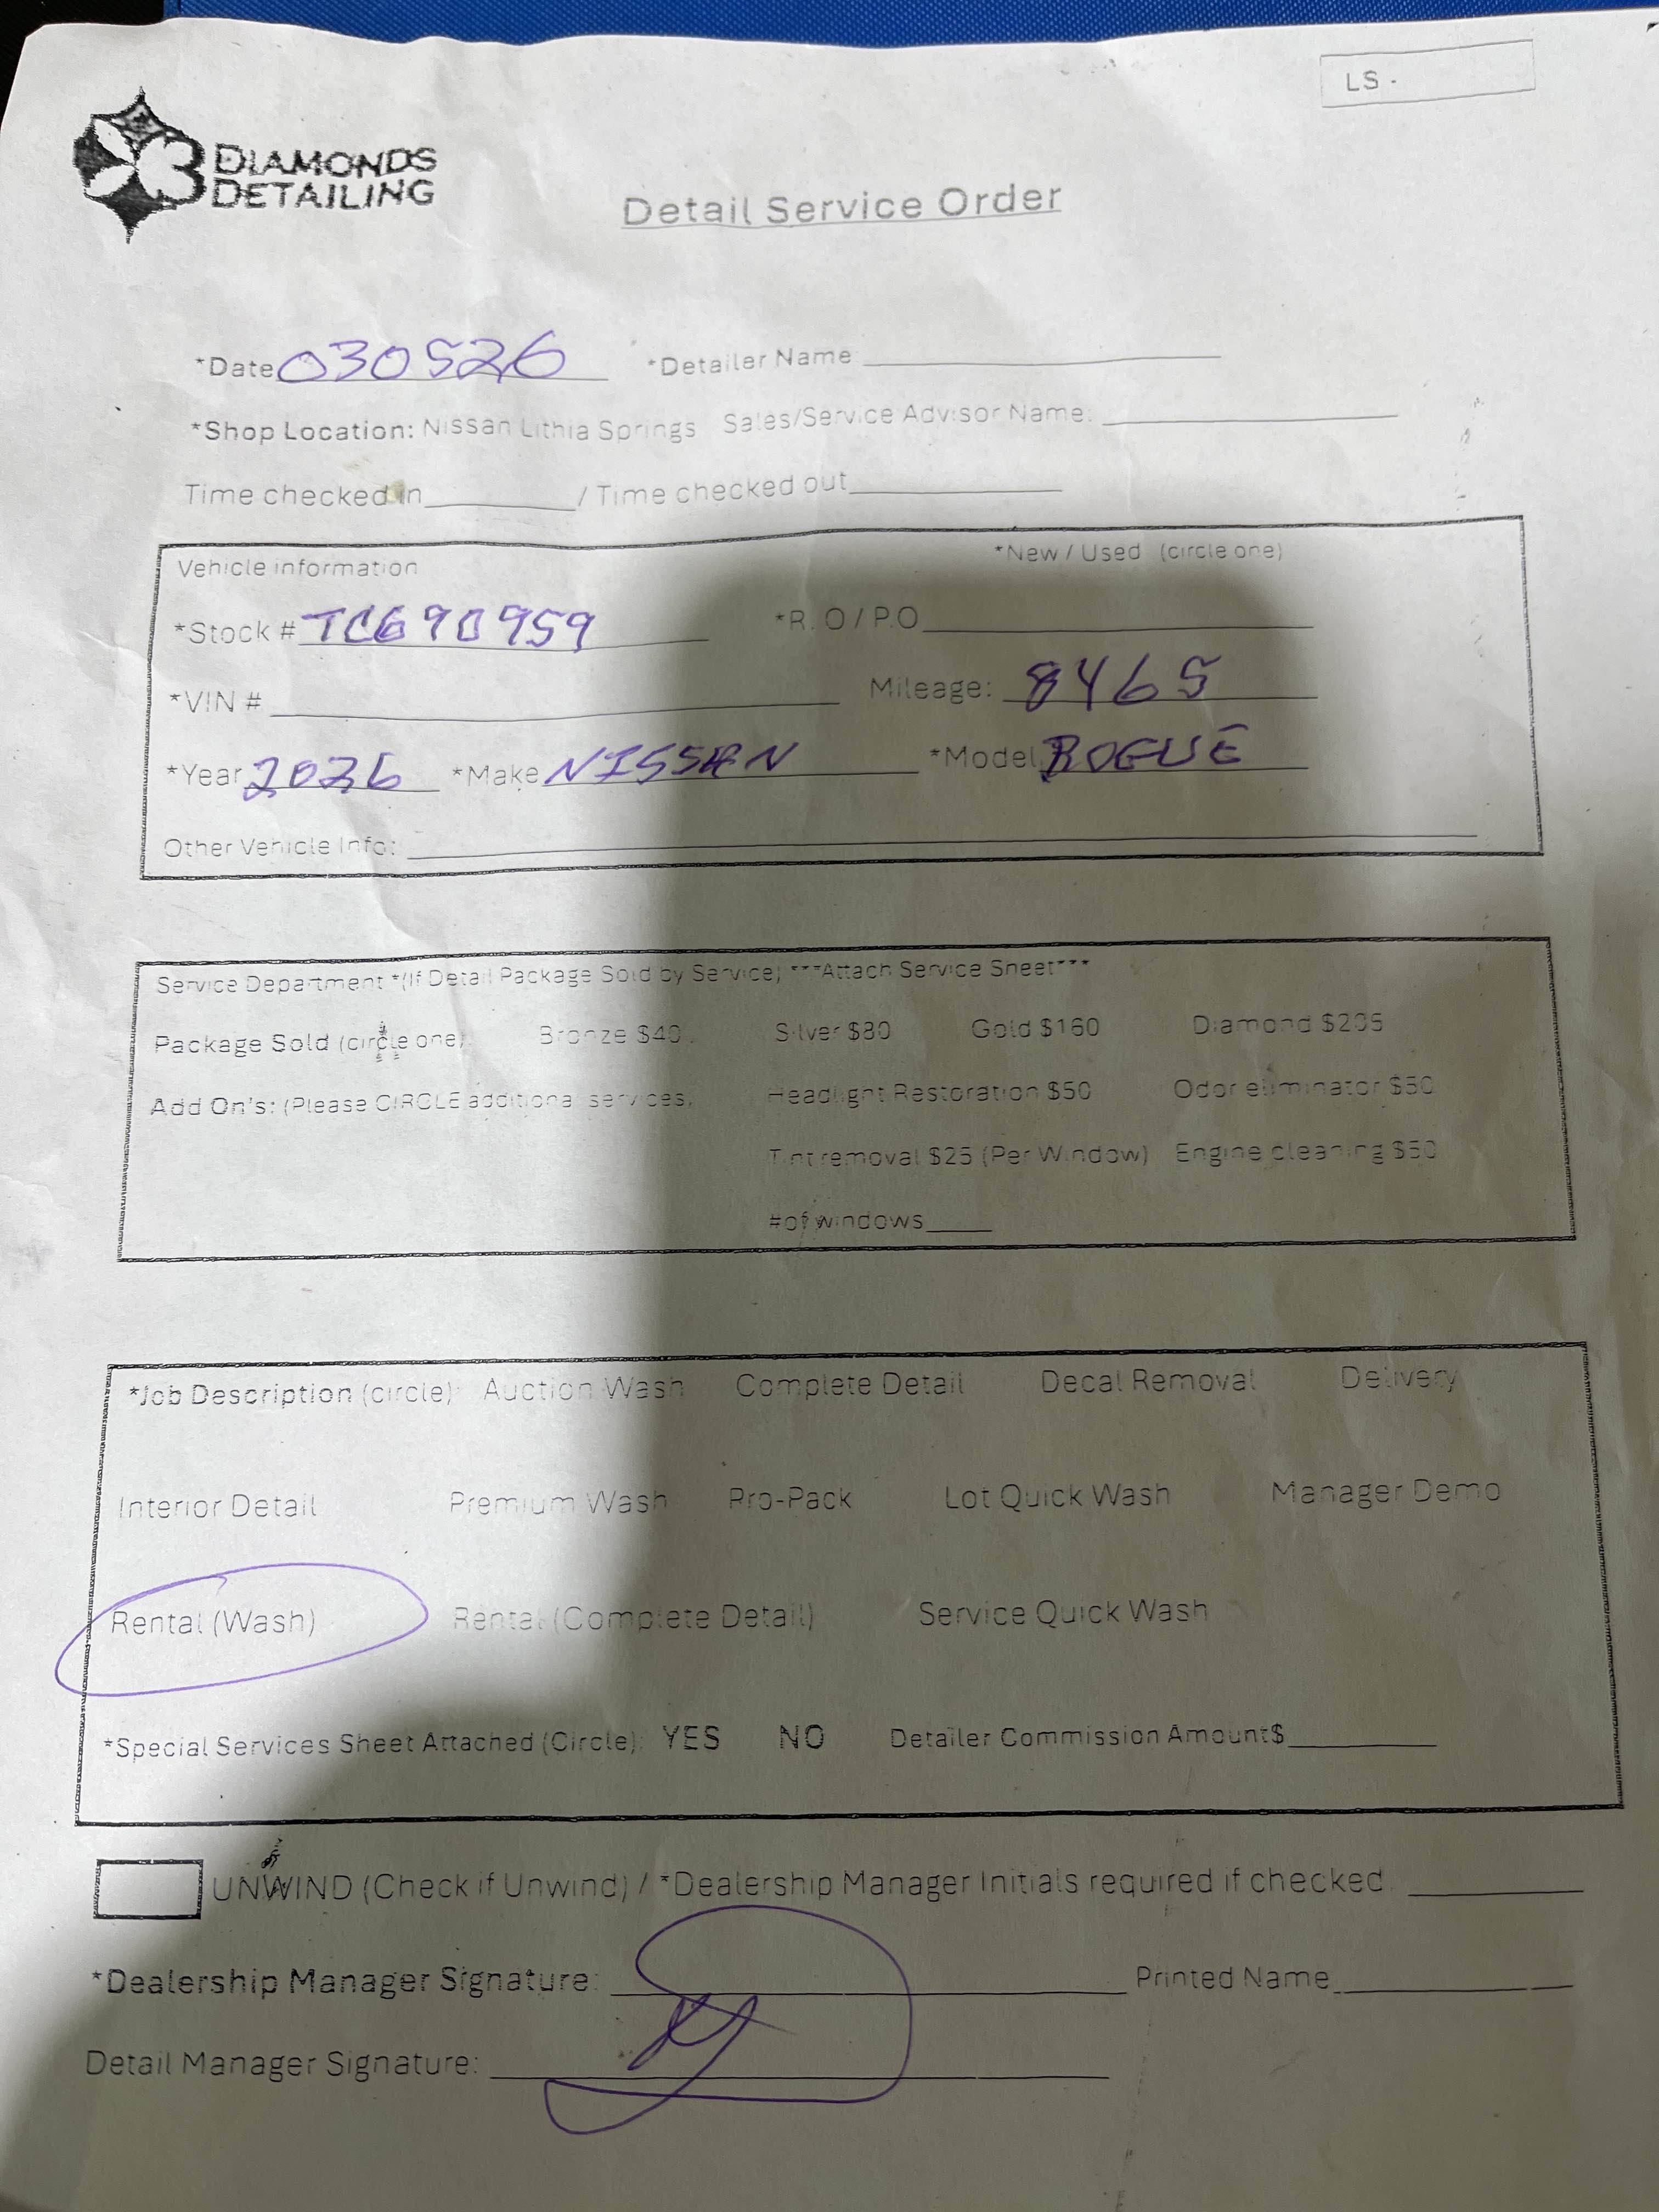 LS -
3 DIAMONDS
DETAILING
Detail Service Order
*Date 030526 *Detailer Name
*Shop Location: Nissan Lithia Springs Sales/Service Advisor Name:
Time checked in / Time checked out
Vehicle information *New / Used (circle one)
*Stock # TC690959 *R.O / P.O
*VIN # Mileage: 8465
*Year 2026 *Make NISSAN *Model ROGUE
Other Vehicle Info:
Service Department *(If Detail Package Sold by Service) ***Attach Service Sheet***
Package Sold (circle one) Bronze $40 Silver $80 Gold $160 Diamond $205
Add On's: (Please CIRCLE additional services) Headlight Restoration $50 Odor eliminator $50
Tint removal $25 (Per Window) Engine cleaning $50
#of windows
*Job Description (circle): Auction Wash Complete Detail Decal Removal Delivery
Interior Detail Premium Wash Pro-Pack Lot Quick Wash Manager Demo
Rental (Wash) Rental (Complete Detail) Service Quick Wash
*Special Services Sheet Attached (Circle): YES NO Detailer Commission Amount$
UNWIND (Check if Unwind) / *Dealership Manager Initials required if checked
*Dealership Manager Signature: Printed Name
Detail Manager Signature: